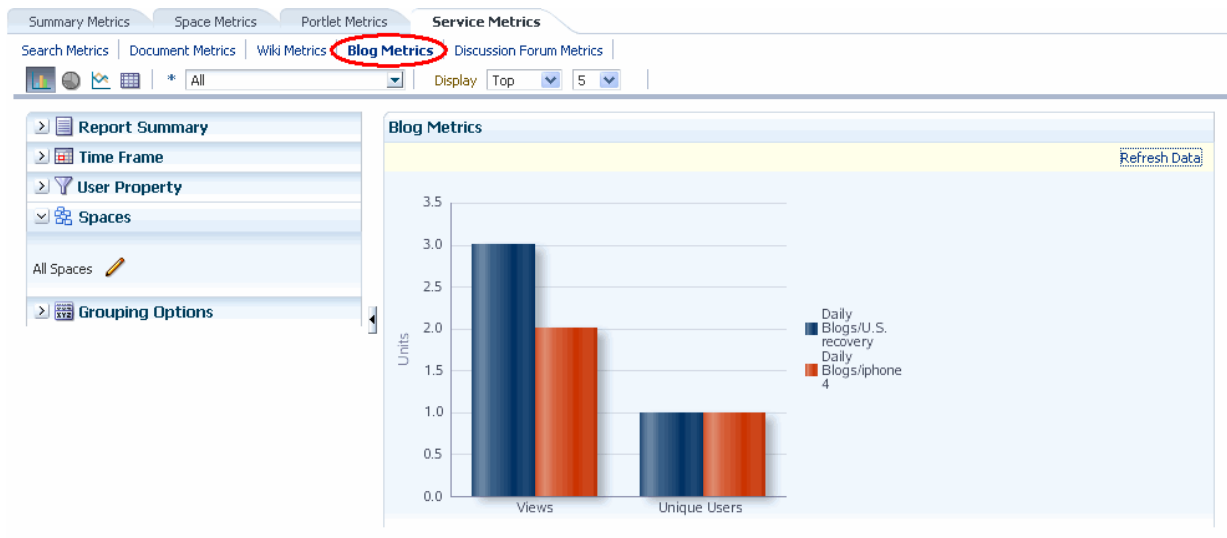 Summary Metrics Space Metrics Portlet Metrics Service Metrics
Search Metrics Document Metrics Wiki Metrics Blog Metrics Discussion Forum Metrics
* All Display Top 5
Report Summary
Time Frame
User Property
Spaces
All Spaces
Grouping Options
Blog Metrics
Refresh Data
3.5
3.0
2.5
2.0
1.5
1.0
0.5
0.0
Units
Views Unique Users
Daily
Blogs/U.S.
recovery
Daily
Blogs/iphone
4